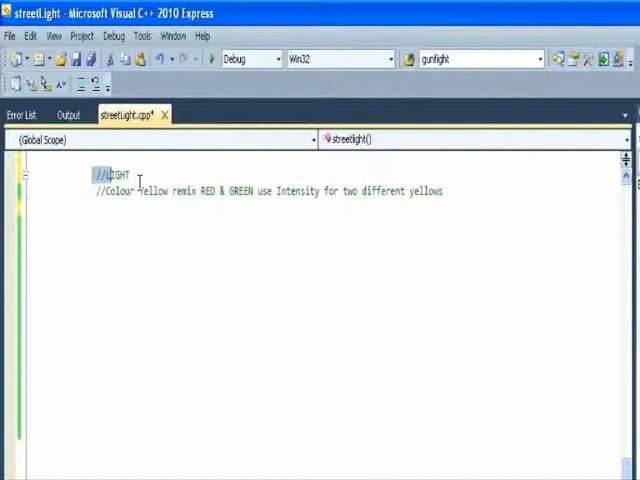 streetLight - Microsoft Visual C++ 2010 Express
File Edit View Project Debug Tools Window Help
Debug Win32 gunfight
Error List Output streetLight.cpp* X
(Global Scope) streetlight()
//LIGHT
//Colour Yellow remix RED & GREEN use Intensity for two different yellows